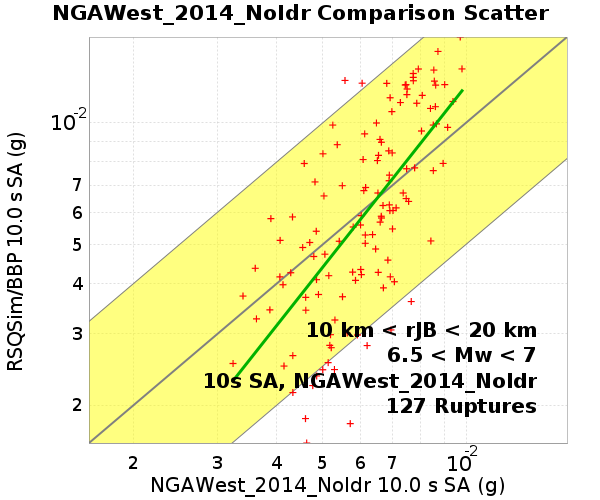 NGAWest_2014_NoIdr Comparison Scatter
RSQSim/BBP 10.0 s SA (g)
10-2
7
6
5
4
3
2
10 km < rJB < 20 km
6.5 < Mw < 7
10s SA, NGAWest_2014_NoIdr
127 Ruptures
2 3 4 5 6 7 10-2
NGAWest_2014_NoIdr 10.0 s SA (g)